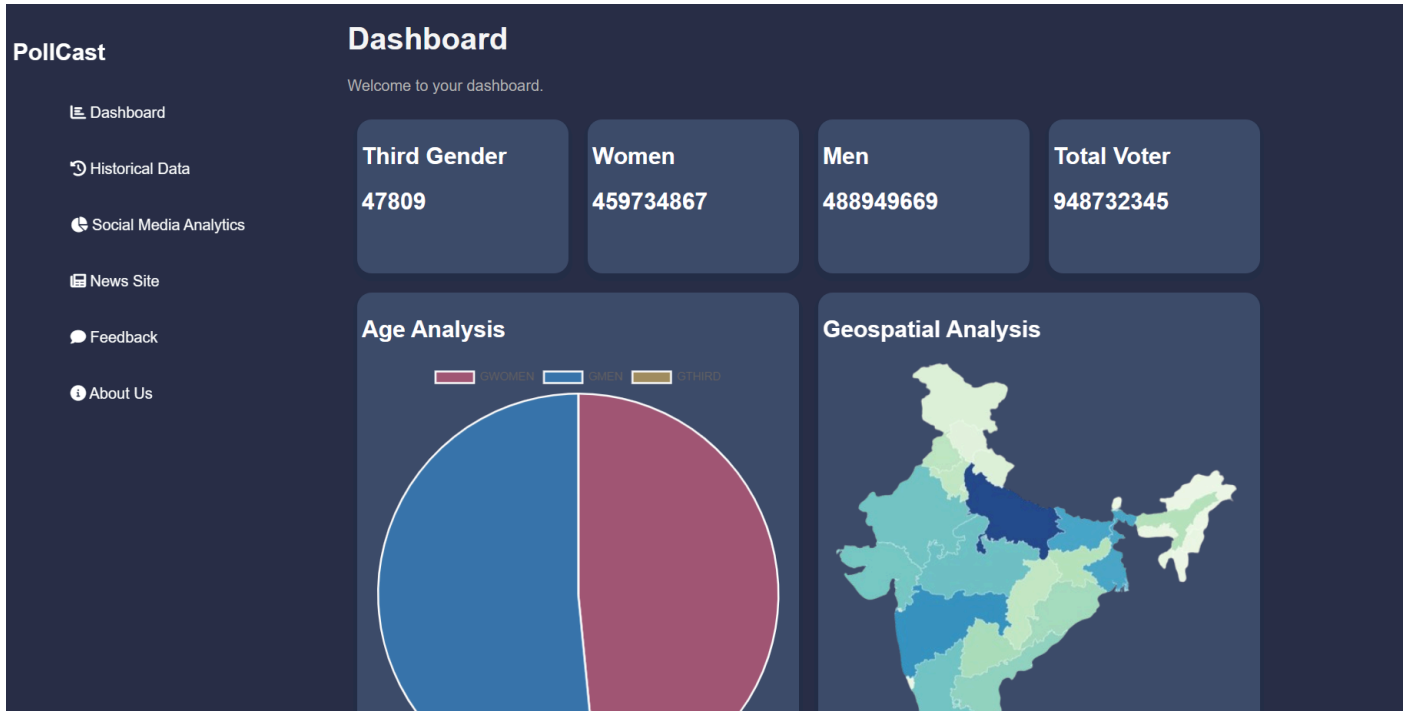 PollCast
Dashboard
Historical Data
Social Media Analytics
News Site
Feedback
About Us
Dashboard
Welcome to your dashboard.
Third Gender
47809
Women
459734867
Men
488949669
Total Voter
948732345
Age Analysis
GWOMEN GMEN GTHIRD
Geospatial Analysis